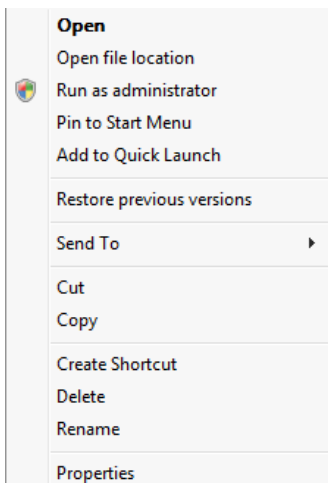 Open
Open file location
Run as administrator
Pin to Start Menu
Add to Quick Launch
Restore previous versions
Send To
Cut
Copy
Create Shortcut
Delete
Rename
Properties